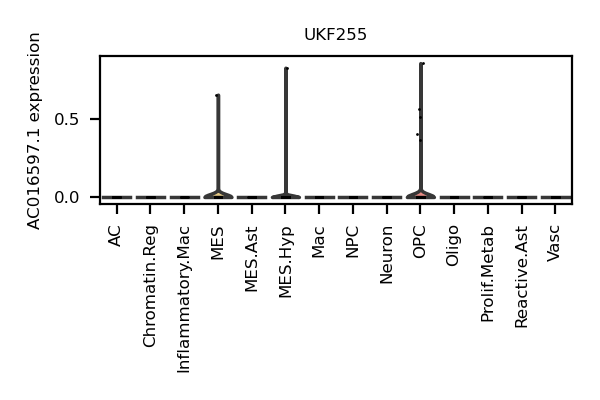 UKF255
AC016597.1 expression
0.5
0.0
AC
Chromatin.Reg
Inflammatory.Mac
MES
MES.Ast
MES.Hyp
Mac
NPC
Neuron
OPC
Oligo
Prolif.Metab
Reactive.Ast
Vasc